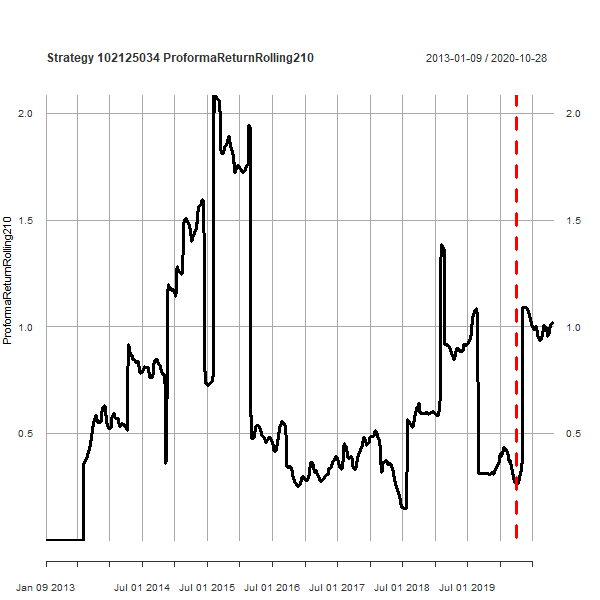 Strategy 102125034 ProformaReturnRolling210
2013-01-09 / 2020-10-28
2.0
2.0
1.5
1.5
1.0
1.0
0.5
0.5
ProformaReturnRolling210
Jan 09 2013
Jul 01 2014
Jul 01 2015
Jul 01 2016
Jul 01 2017
Jul 01 2018
Jul 01 2019